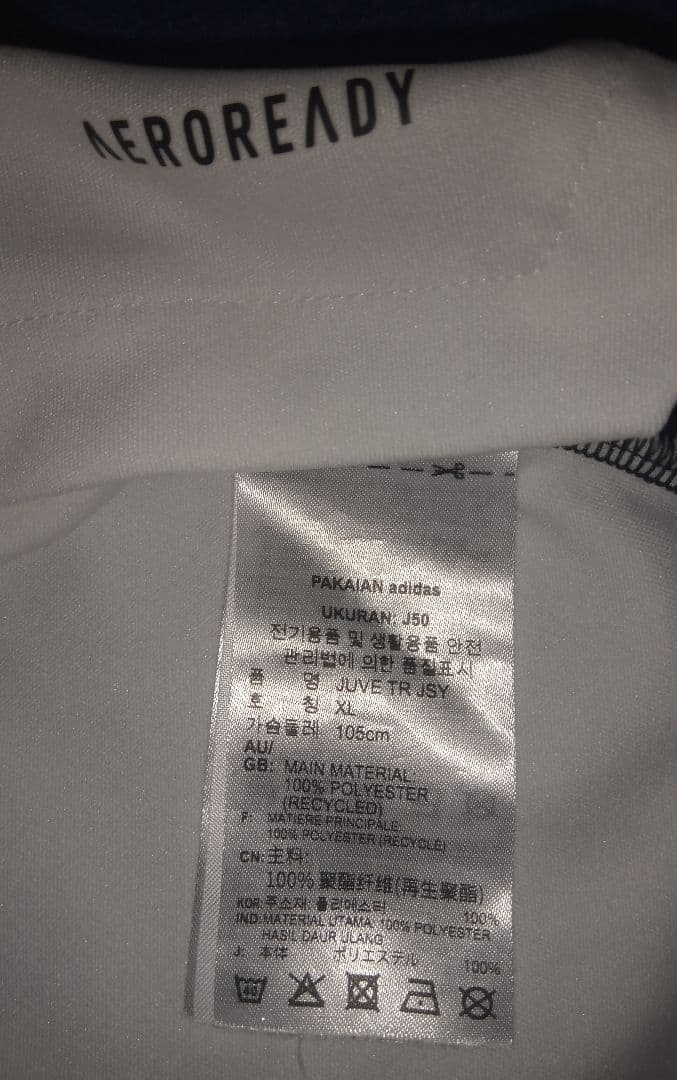 AEROREADY
PAKAIAN adidas
UKURAN: J50
전기용품 및 생활용품 안전
관리법에 의한 품질표시
품 명 JUVE TR JSY
호 칭 XL
가슴둘레 105cm
AU/
GB: MAIN MATERIAL
100% POLYESTER
(RECYCLED)
F: MATIERE PRINCIPALE
100% POLYESTER (RECYCLE)
CN:主料:
100% 聚酯纤维(再生聚酯)
KOR:주소재: 폴리에스터 100%
IND:MATERIAL UTAMA: 100% POLYESTER
HASIL DAUR ULANG
J: 本体 ポリエステル 100%
40